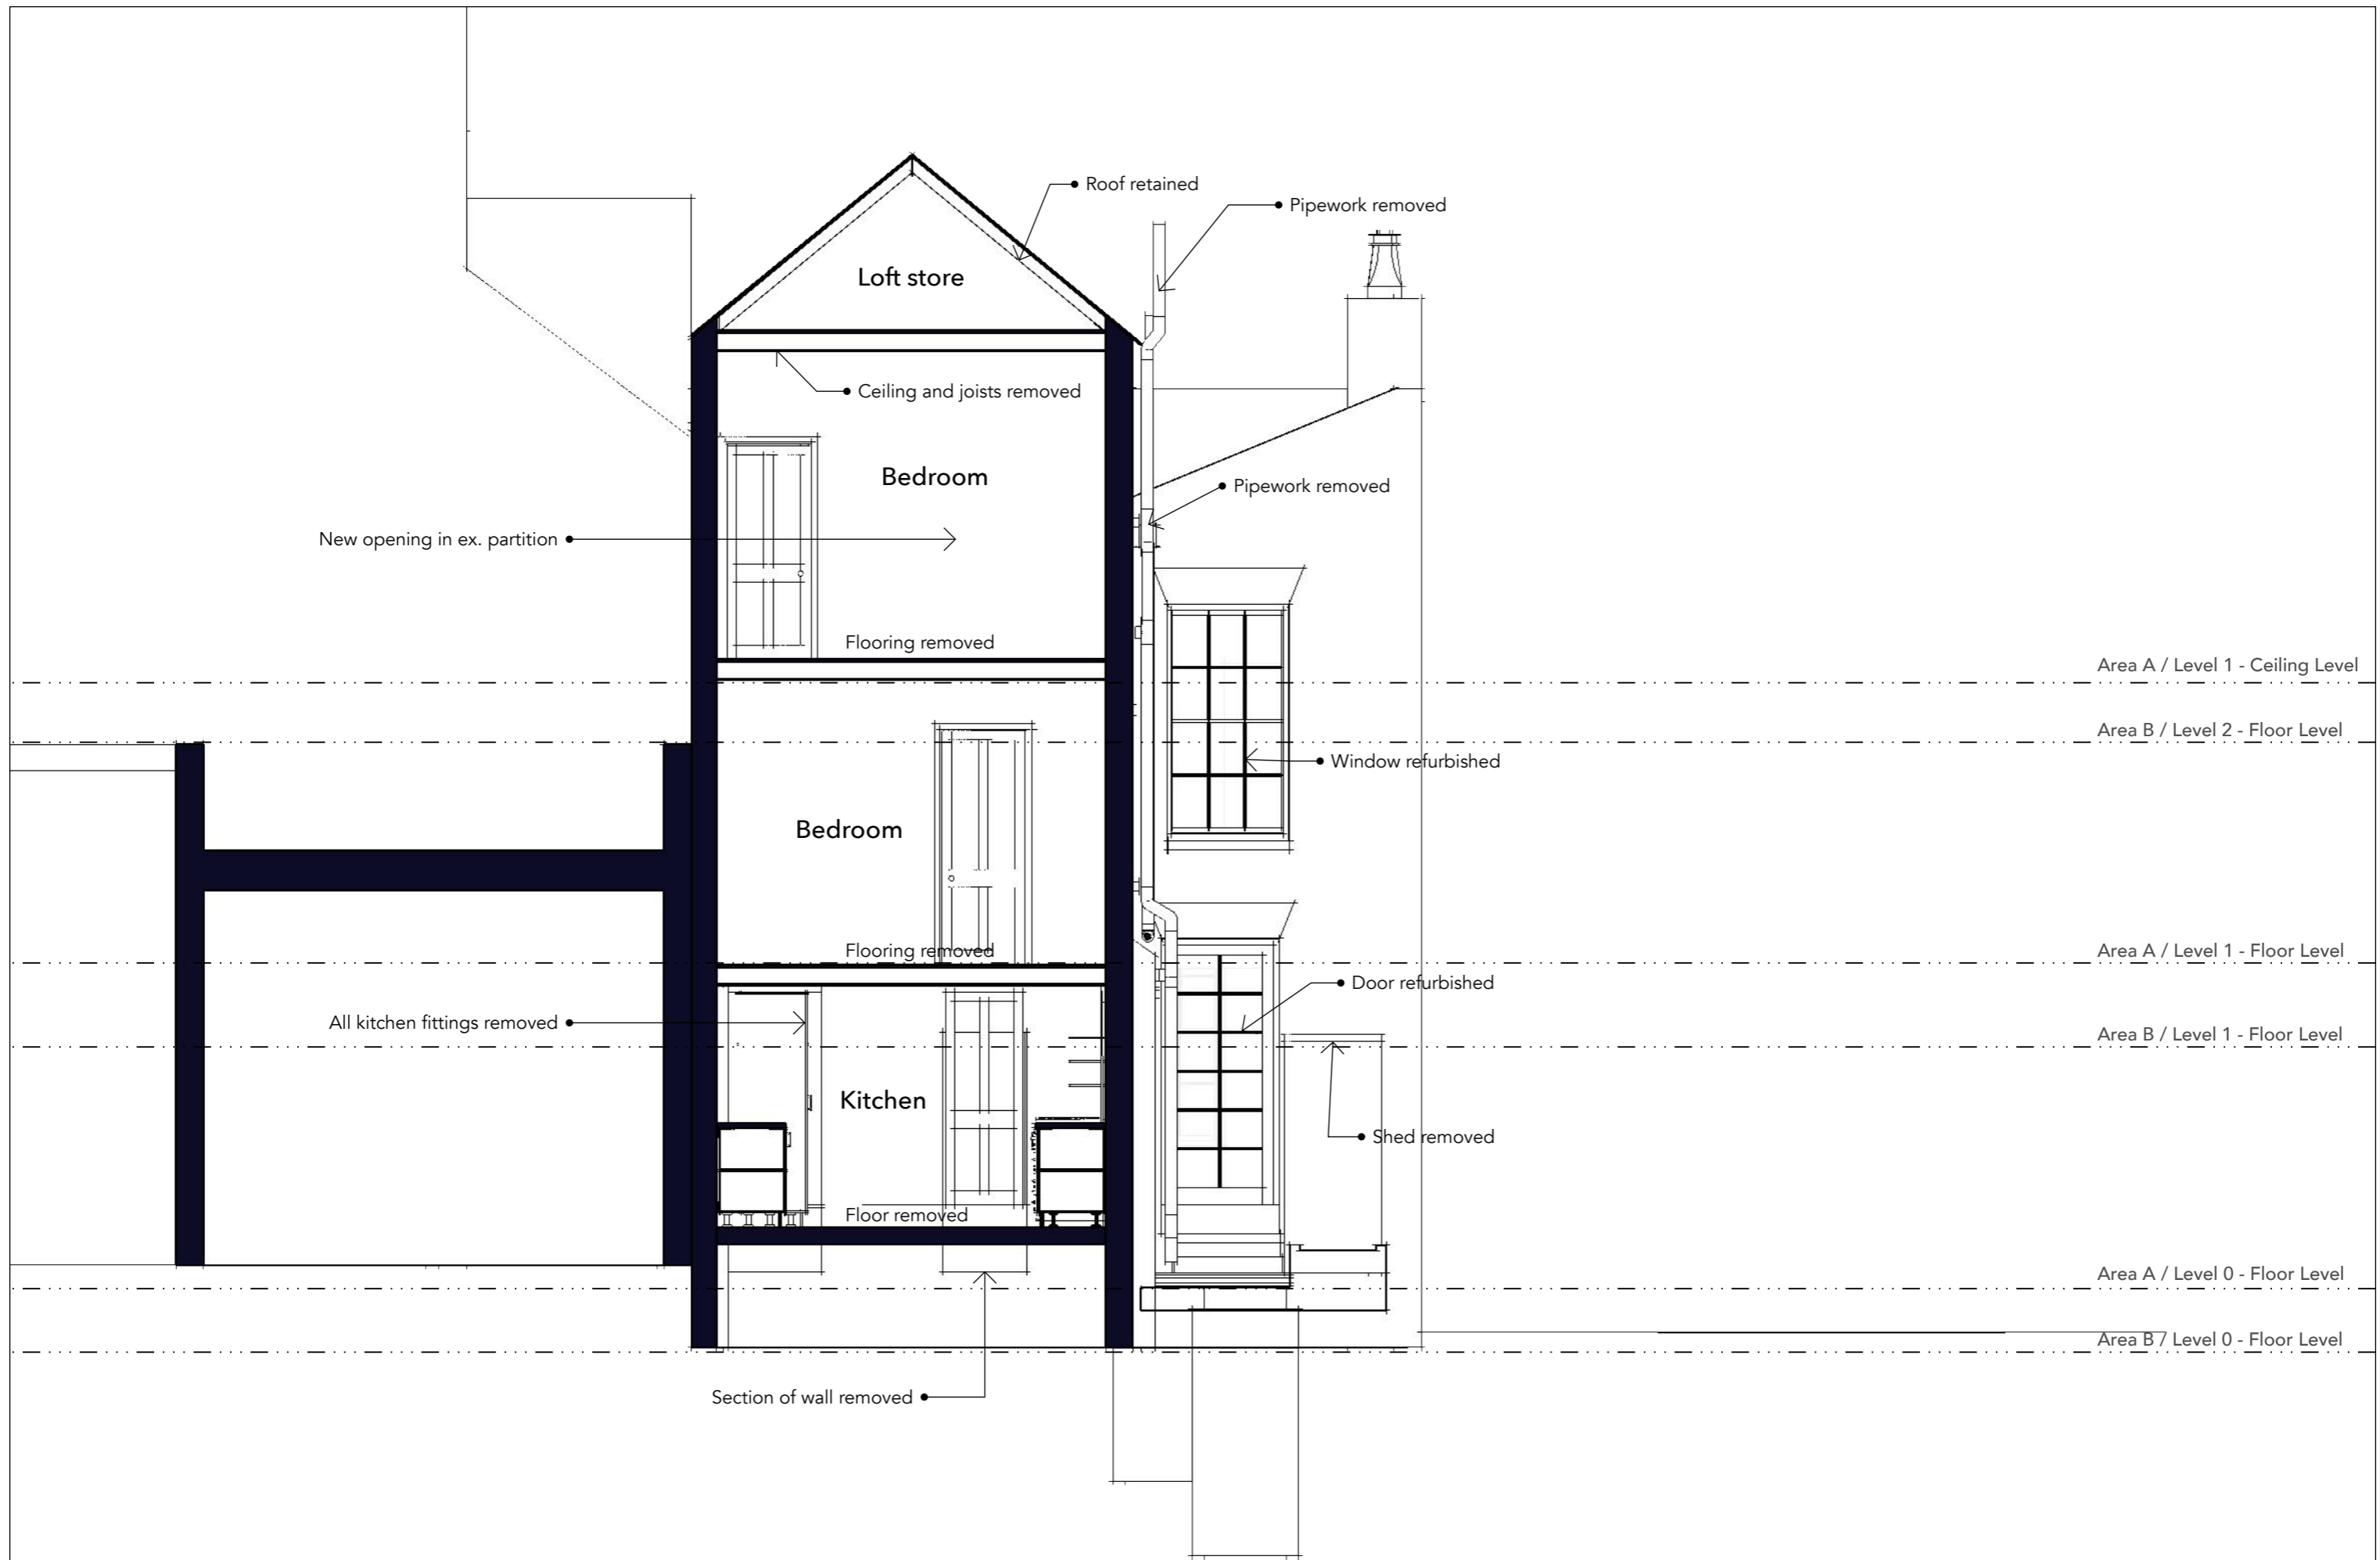 Roof retained
Pipework removed
Loft store
Ceiling and joists removed
Bedroom
Pipework removed
New opening in ex. partition
Flooring removed
Area A / Level 1 - Ceiling Level
Area B / Level 2 - Floor Level
Window refurbished
Bedroom
Flooring removed
Area A / Level 1 - Floor Level
Door refurbished
All kitchen fittings removed
Area B / Level 1 - Floor Level
Kitchen
Shed removed
Floor removed
Area A / Level 0 - Floor Level
Area B / Level 0 - Floor Level
Section of wall removed